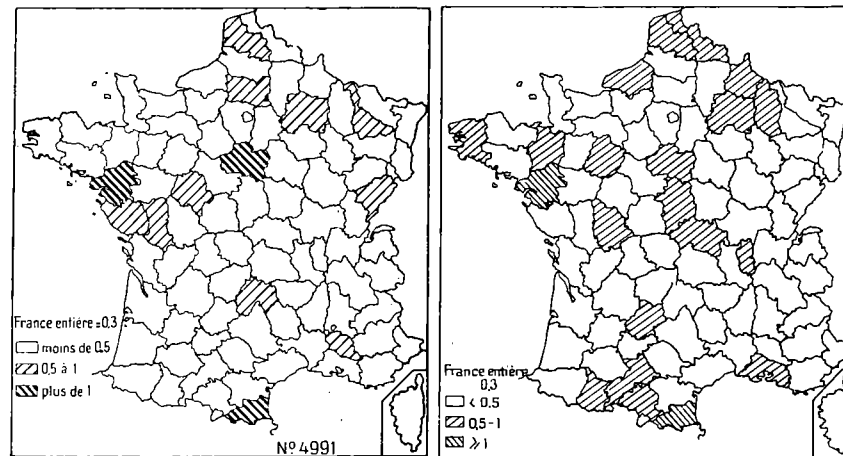 France entière = 0,3
moins de 0,5
0,5 à 1
plus de 1
Nº 4991
France entière
0,3
< 0,5
0,5-1
⩾ 1